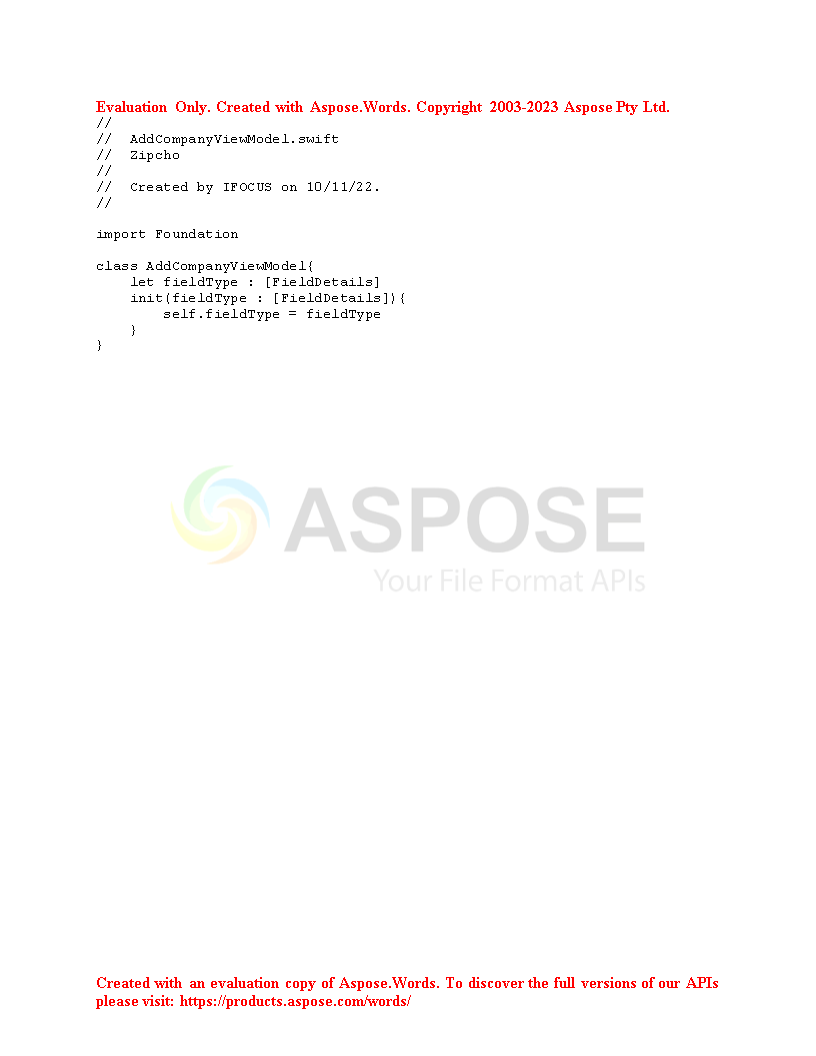 Evaluation Only. Created with Aspose.Words. Copyright 2003-2023 Aspose Pty Ltd.
//
//  AddCompanyViewModel.swift
//  Zipcho
//
//  Created by IFOCUS on 10/11/22.
//

import Foundation

class AddCompanyViewModel{
    let fieldType : [FieldDetails]
    init(fieldType : [FieldDetails]){
        self.fieldType = fieldType
    }
}
ASPOSE
Your File Format APIs
Created with an evaluation copy of Aspose.Words. To discover the full versions of our APIs
please visit: https://products.aspose.com/words/